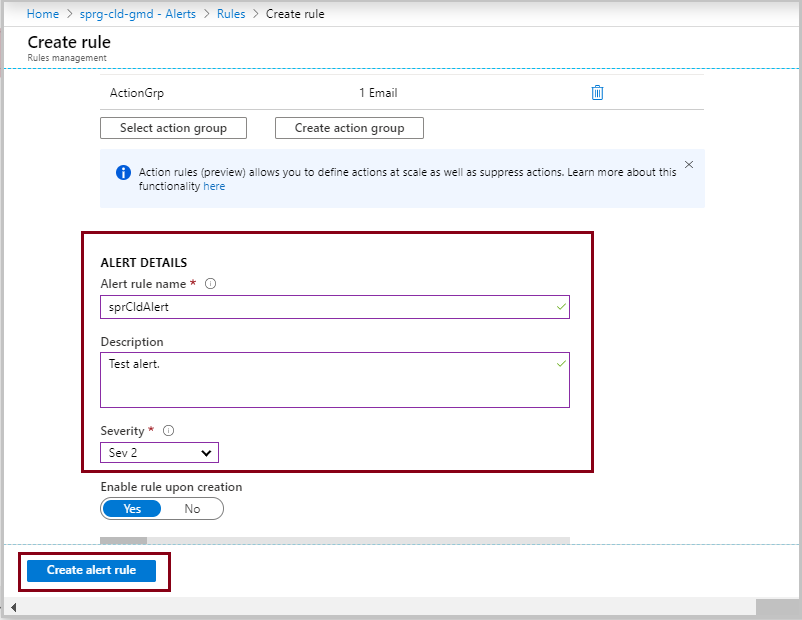 Home > sprg-cld-gmd - Alerts > Rules > Create rule
Create rule
Rules management
ActionGrp 1 Email
Select action group Create action group
Action rules (preview) allows you to define actions at scale as well as suppress actions. Learn more about this
functionality here
ALERT DETAILS
Alert rule name *
sprCldAlert
Description
Test alert.
Severity *
Sev 2
Enable rule upon creation
Yes No
Create alert rule